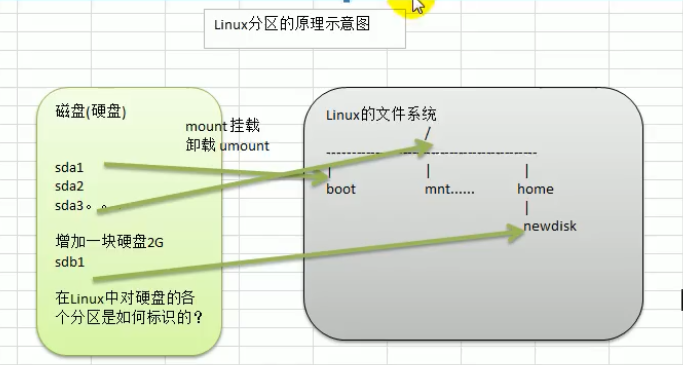 Linux分区的原理示意图
磁盘(硬盘)
mount 挂载
卸载 umount
sda1
sda2
sda3。。
增加一块硬盘2G
sdb1
在Linux中对硬盘的各
个分区是如何标识的？
Linux的文件系统
/
-----------------------------------------
| | |
boot mnt...... home
|
newdisk